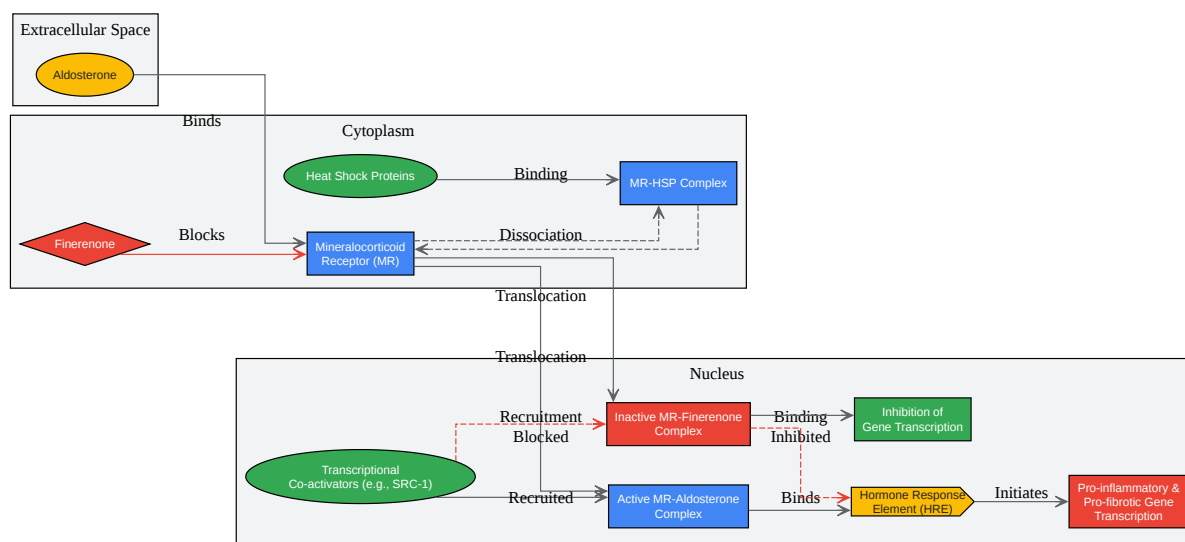 Extracellular Space
Aldosterone
Binds
Cytoplasm
Heat Shock Proteins
Binding
MR-HSP Complex
Finerenone
Blocks
Mineralocorticoid
Receptor (MR)
Dissociation
Translocation
Translocation
Nucleus
Recruitment
Blocked
Inactive MR-Finerenone
Complex
Binding
Inhibited
Inhibition of
Gene Transcription
Transcriptional
Co-activators (e.g., SRC-1)
Recruited
Active MR-Aldosterone
Complex
Binds
Hormone Response
Element (HRE)
Initiates
Pro-inflammatory &
Pro-fibrotic Gene
Transcription